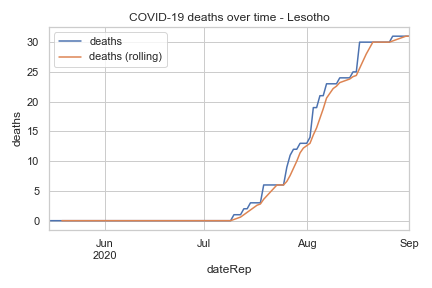 COVID-19 deaths over time - Lesotho
deaths
deaths (rolling)
deaths
30
25
20
15
10
5
0
Jun
2020
Jul
Aug
Sep
dateRep